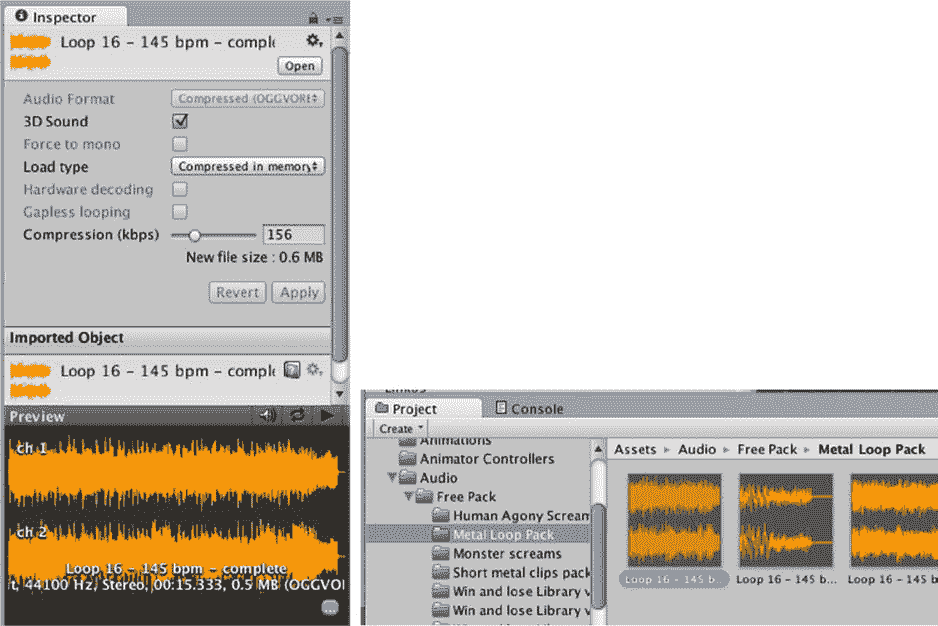 Inspector
Loop 16 - 145 bpm - comple
Open
Audio Format Compressed (OGGVORB
3D Sound
Force to mono
Load type Compressed in memory
Hardware decoding
Gapless looping
Compression (kbps) 156
New file size : 0.6 MB
Revert Apply
Imported Object
Loop 16 - 145 bpm - comple
Preview
ch 1
ch 2
Loop 16 - 145 bpm - complete
t, 44100 Hz, Stereo, 00:15.333, 0.5 MB (OGGVOR
Project Console
Create
Animations
Animator Controllers
Audio
Free Pack
Human Agony Scream
Metal Loop Pack
Monster screams
Short metal clips pack
Win and lose Library v
Win and lose Library v
Assets Audio Free Pack Metal Loop Pack
Loop 16 - 145 b... Loop 16 - 145 b... Loop 16 - 145 b